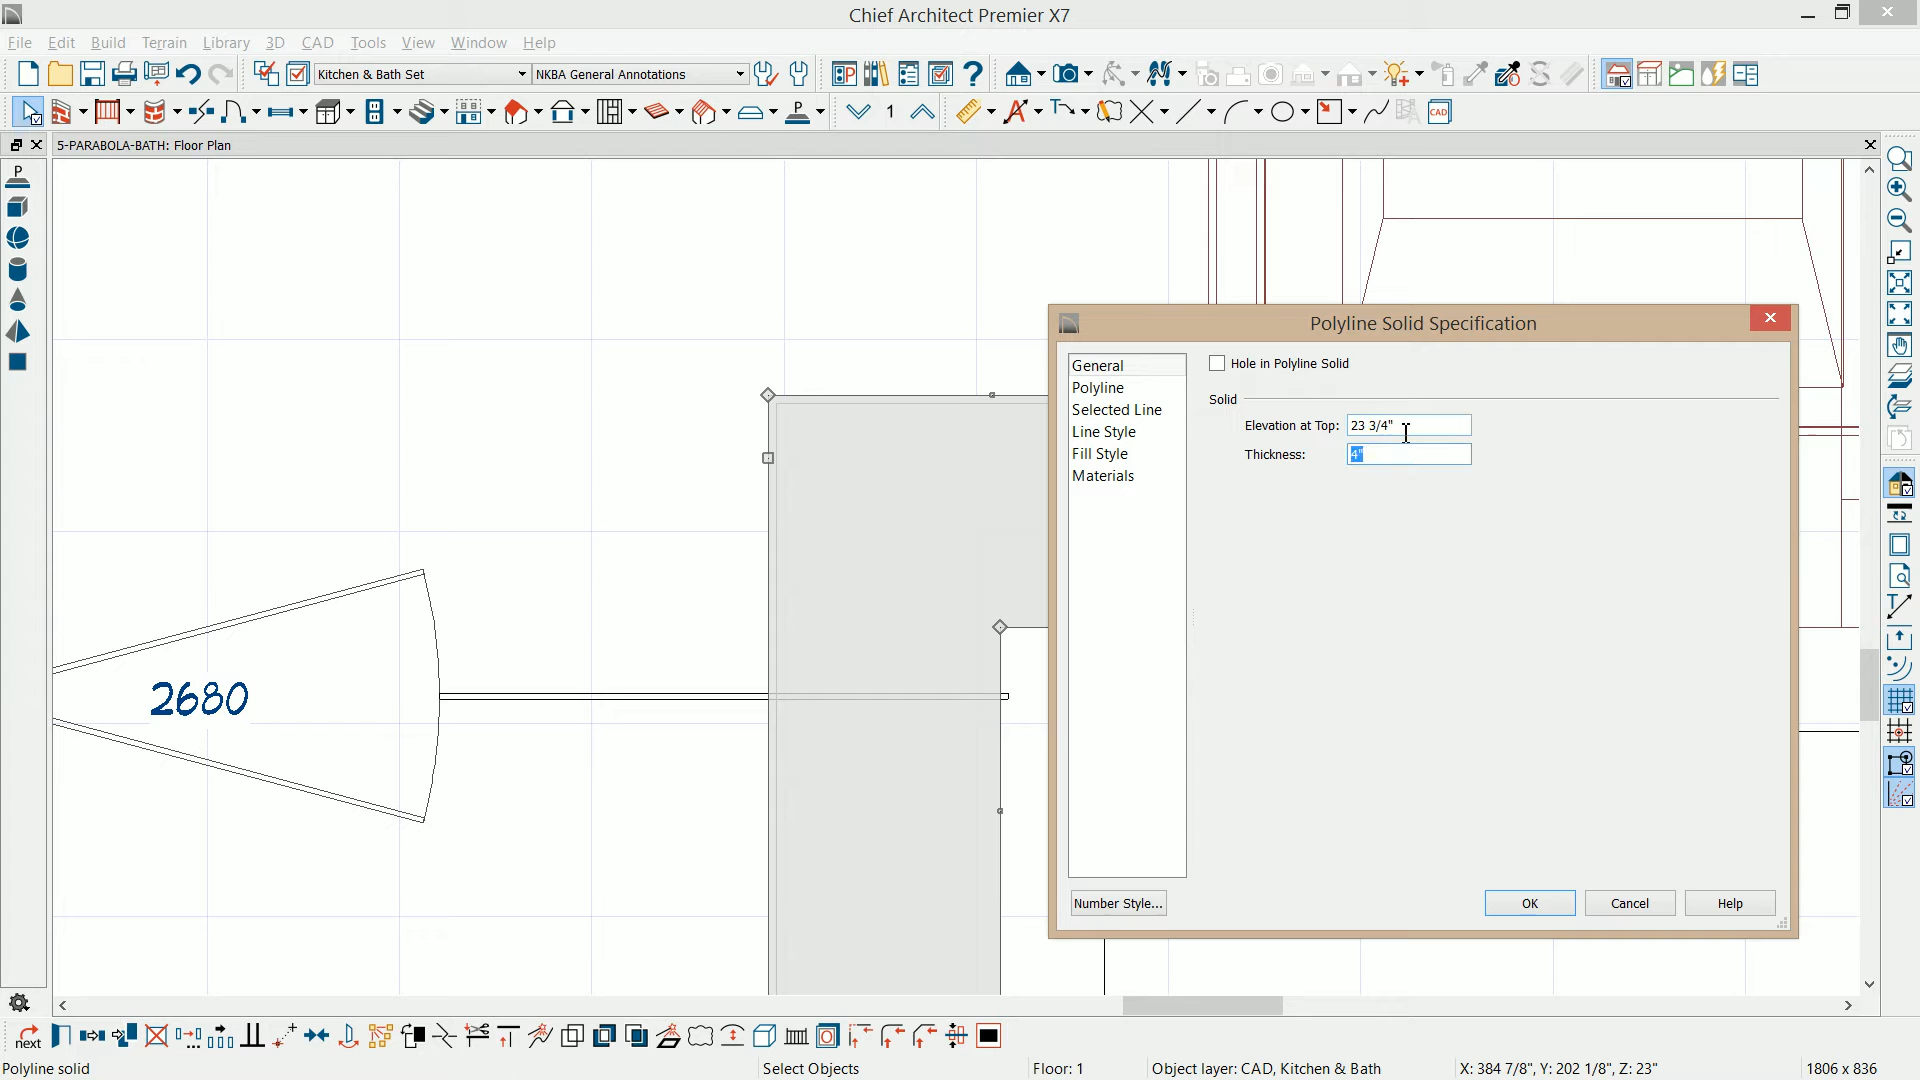 Chief Architect Premier X7
File Edit Build Terrain Library 3D CAD Tools View Window Help
Kitchen & Bath Set NKBA General Annotations
1
CAD
5-PARABOLA-BATH: Floor Plan
P
2680
Polyline Solid Specification
General
Polyline
Selected Line
Line Style
Fill Style
Materials
Hole in Polyline Solid
Solid
Elevation at Top: 23 3/4"
Thickness: 4"
Number Style... OK Cancel Help
next
Polyline solid Select Objects Floor: 1 Object layer: CAD, Kitchen & Bath X: 384 7/8", Y: 202 1/8", Z: 23" 1806 x 836